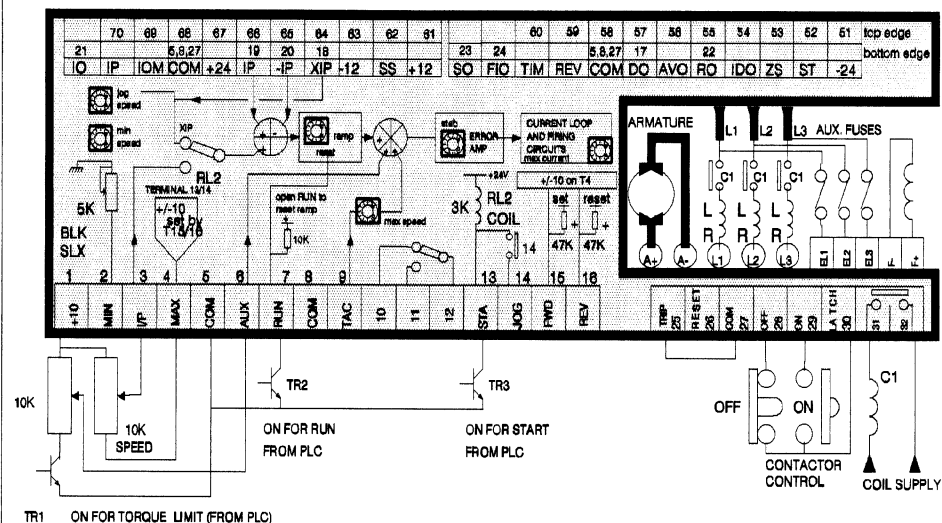 70 69 68 67 66 65 64 63 62 61 60 59 58 57 56 55 54 53 52 51 top edge
21 5,8,27 19 20 18 23 24 5,8,27 17 22 bottom edge
IO IP IOM COM +24 IP -IP XIP -12 SS +12 SO FIO TIM REV COM DO AVO RO IDO ZS ST -24
jog speed
min speed
XIP
+ -
ramp
reset
stab
ERROR AMP
CURRENT LOOP
AND FIRING
CIRCUITS
max current
ARMATURE
L1 L2 L3 AUX. FUSES
C1 C1 C1
RL2
TERMINAL 13/14
+/-10
set by
T15/16
5K
BLK
SLX
open RUN to
reset ramp
10K
max speed
+24V
3K
RL2
COIL
14
+/-10 on T4
set reset
47K 47K
L L L
R R R
A+ A- L1 L2 L3 EL1 EL2 EL3 F- F+
1 2 3 4 5 6 7 8 9 13 14 15 16
+10 MIN I/P MAX COM AUX RUN COM TAC 10 11 12 STA JOG FWD REV
TRIP 25 RESET 26 COM 27 OFF 28 ON 29 LATCH 30 S1 S2
10K
10K
SPEED
TR2
ON FOR RUN
FROM PLC
TR3
ON FOR START
FROM PLC
OFF ON
C1
CONTACTOR
CONTROL
COIL SUPPLY
TR1 ON FOR TORQUE LIMIT (FROM PLC)